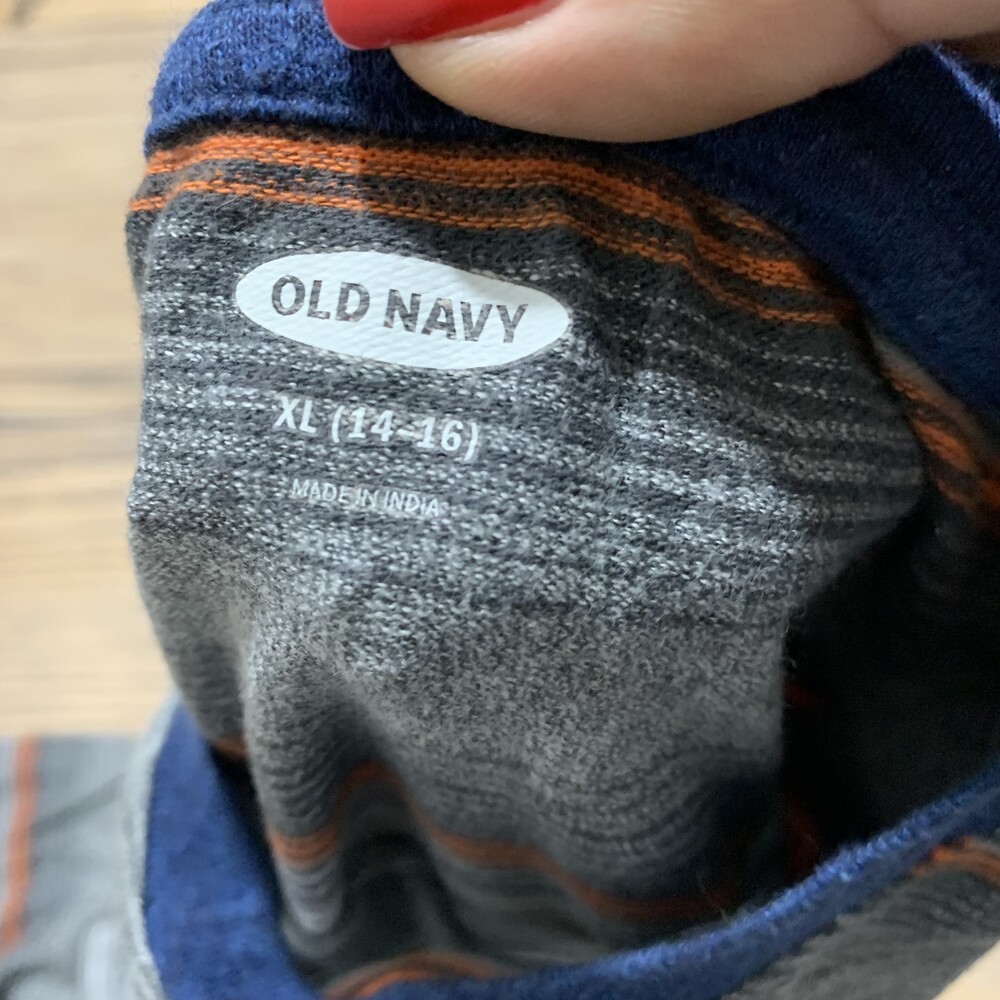 OLD NAVY
XL (14-16)
MADE IN INDIA